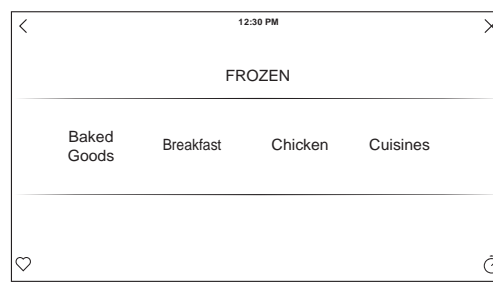 12:30 PM
FROZEN
Baked
Goods
Breakfast
Chicken
Cuisines